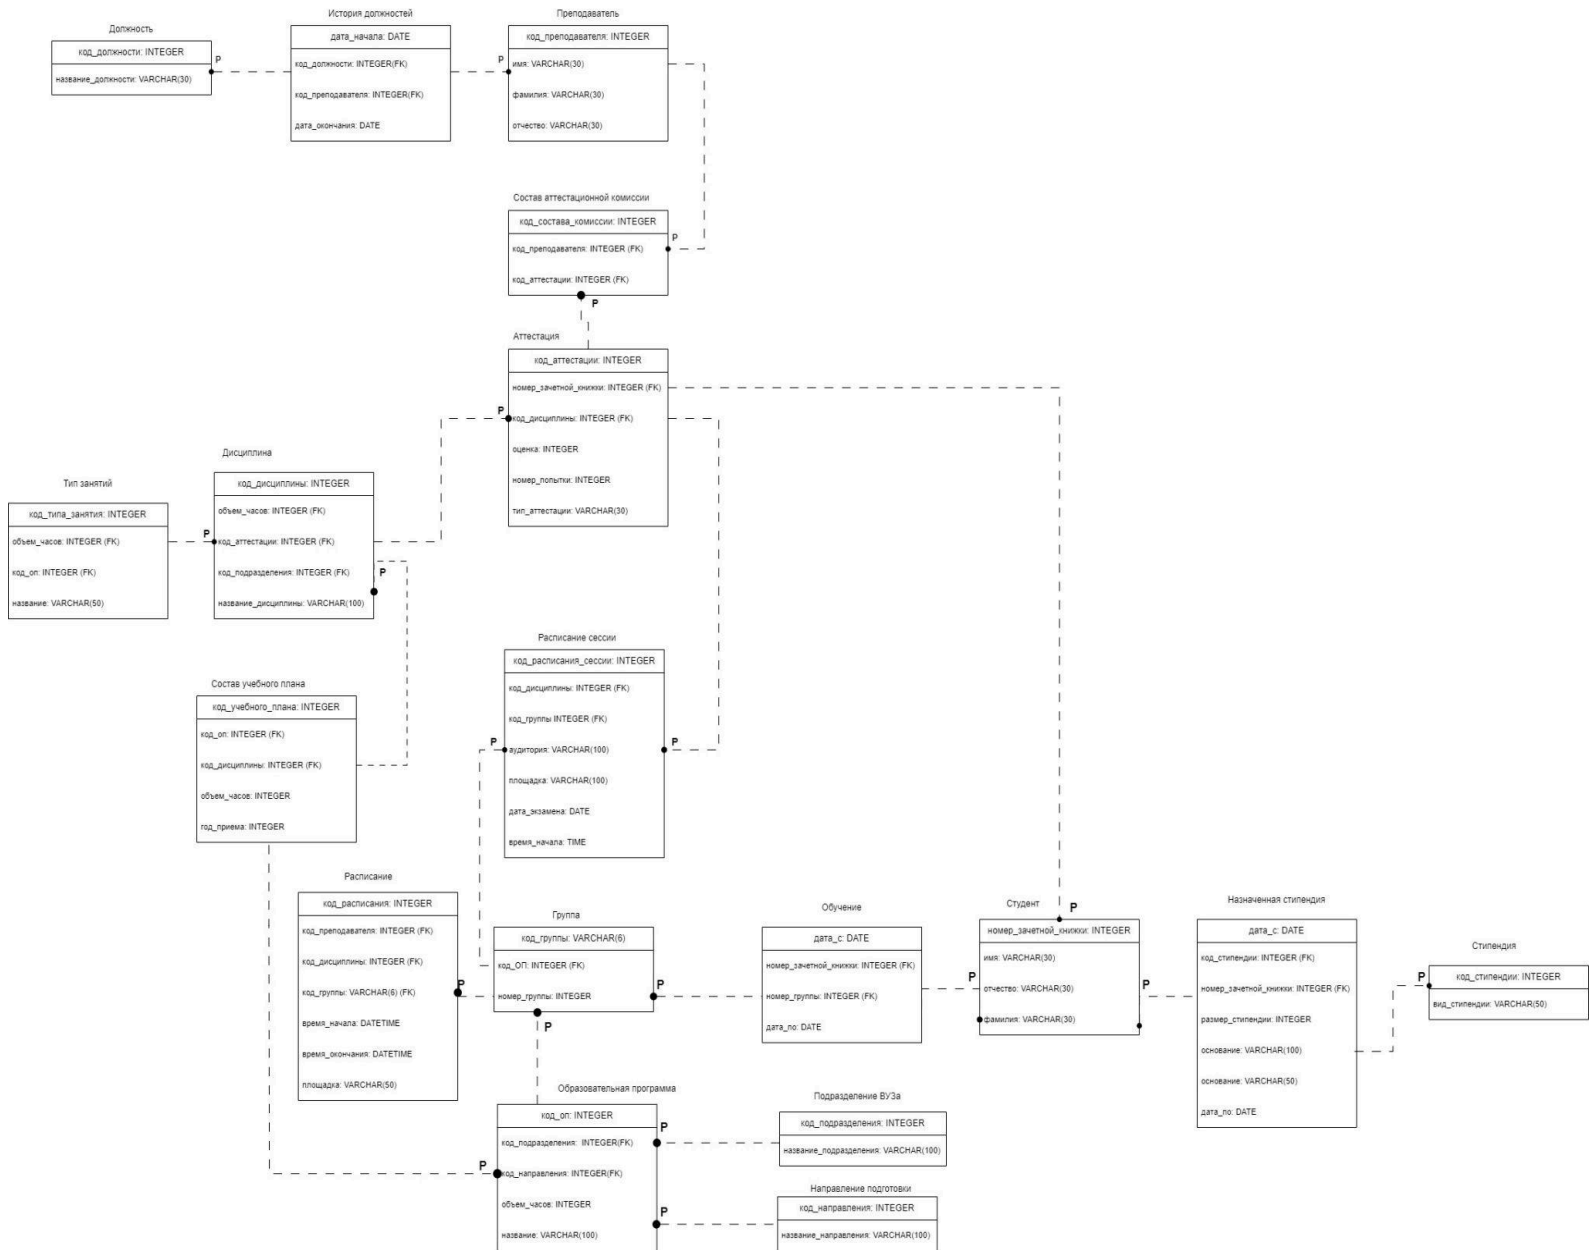 Должность
код_должности: INTEGER
название_должности: VARCHAR(30)
P
История должностей
дата_начала: DATE
код_должности: INTEGER(FK)
код_преподавателя: INTEGER(FK)
дата_окончания: DATE
P
Преподаватель
код_преподавателя: INTEGER
имя: VARCHAR(30)
фамилия: VARCHAR(30)
отчество: VARCHAR(30)
Состав аттестационной комиссии
код_состава_комиссии: INTEGER
код_преподавателя: INTEGER (FK)
код_аттестации: INTEGER (FK)
P
P
Аттестация
код_аттестации: INTEGER
номер_зачетной_книжки: INTEGER (FK)
код_дисциплины: INTEGER (FK)
оценка: INTEGER
номер_попытки: INTEGER
тип_аттестации: VARCHAR(30)
P
Тип занятий
код_типа_занятия: INTEGER
объем_часов: INTEGER (FK)
код_оп: INTEGER (FK)
название: VARCHAR(50)
P
Дисциплина
код_дисциплины: INTEGER
объем_часов: INTEGER (FK)
код_аттестации: INTEGER (FK)
код_подразделения: INTEGER (FK)
название_дисциплины: VARCHAR(100)
P
Состав учебного плана
код_учебного_плана: INTEGER
код_оп: INTEGER (FK)
код_дисциплины: INTEGER (FK)
объем_часов: INTEGER
год_приема: INTEGER
Расписание сессии
код_расписания_сессии: INTEGER
код_дисциплины: INTEGER (FK)
код_группы INTEGER (FK)
аудитория: VARCHAR(100)
площадка: VARCHAR(100)
дата_экзамена: DATE
время_начала: TIME
P
P
Расписание
код_расписания: INTEGER
код_преподавателя: INTEGER (FK)
код_дисциплины: INTEGER (FK)
код_группы: VARCHAR(6) (FK)
время_начала: DATETIME
время_окончания: DATETIME
площадка: VARCHAR(50)
P
Группа
код_группы: VARCHAR(6)
код_ОП: INTEGER (FK)
номер_группы: INTEGER
P
P
Обучение
дата_с: DATE
номер_зачетной_книжки: INTEGER (FK)
номер_группы: INTEGER (FK)
дата_по: DATE
P
Студент
P
номер_зачетной_книжки: INTEGER
имя: VARCHAR(30)
отчество: VARCHAR(30)
фамилия: VARCHAR(30)
P
Назначенная стипендия
дата_с: DATE
код_стипендии: INTEGER (FK)
номер_зачетной_книжки: INTEGER (FK)
размер_стипендии: INTEGER
основание: VARCHAR(100)
основание: VARCHAR(50)
дата_по: DATE
P
Стипендия
код_стипендии: INTEGER
вид_стипендии: VARCHAR(50)
Образовательная программа
код_оп: INTEGER
код_подразделения: INTEGER(FK)
код_направления: INTEGER(FK)
объем_часов: INTEGER
название: VARCHAR(100)
P
P
P
Подразделение ВУЗа
код_подразделения: INTEGER
название_подразделения: VARCHAR(100)
Направление подготовки
код_направления: INTEGER
название_направления: VARCHAR(100)